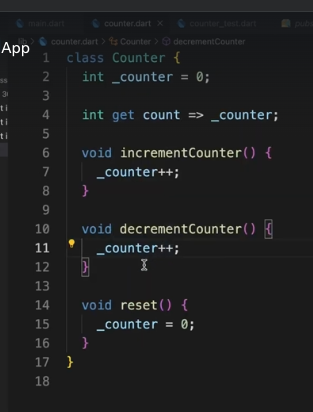 main.dart counter.dart counter_test.dart
counter.dart > Counter > decrementCounter
App
1 class Counter {
2 int _counter = 0;
3
4 int get count => _counter;
5
6 void incrementCounter() {
7 _counter++;
8 }
9
10 void decrementCounter() {
11 _counter++;
12 }
13
14 void reset() {
15 _counter = 0;
16 }
17 }
18